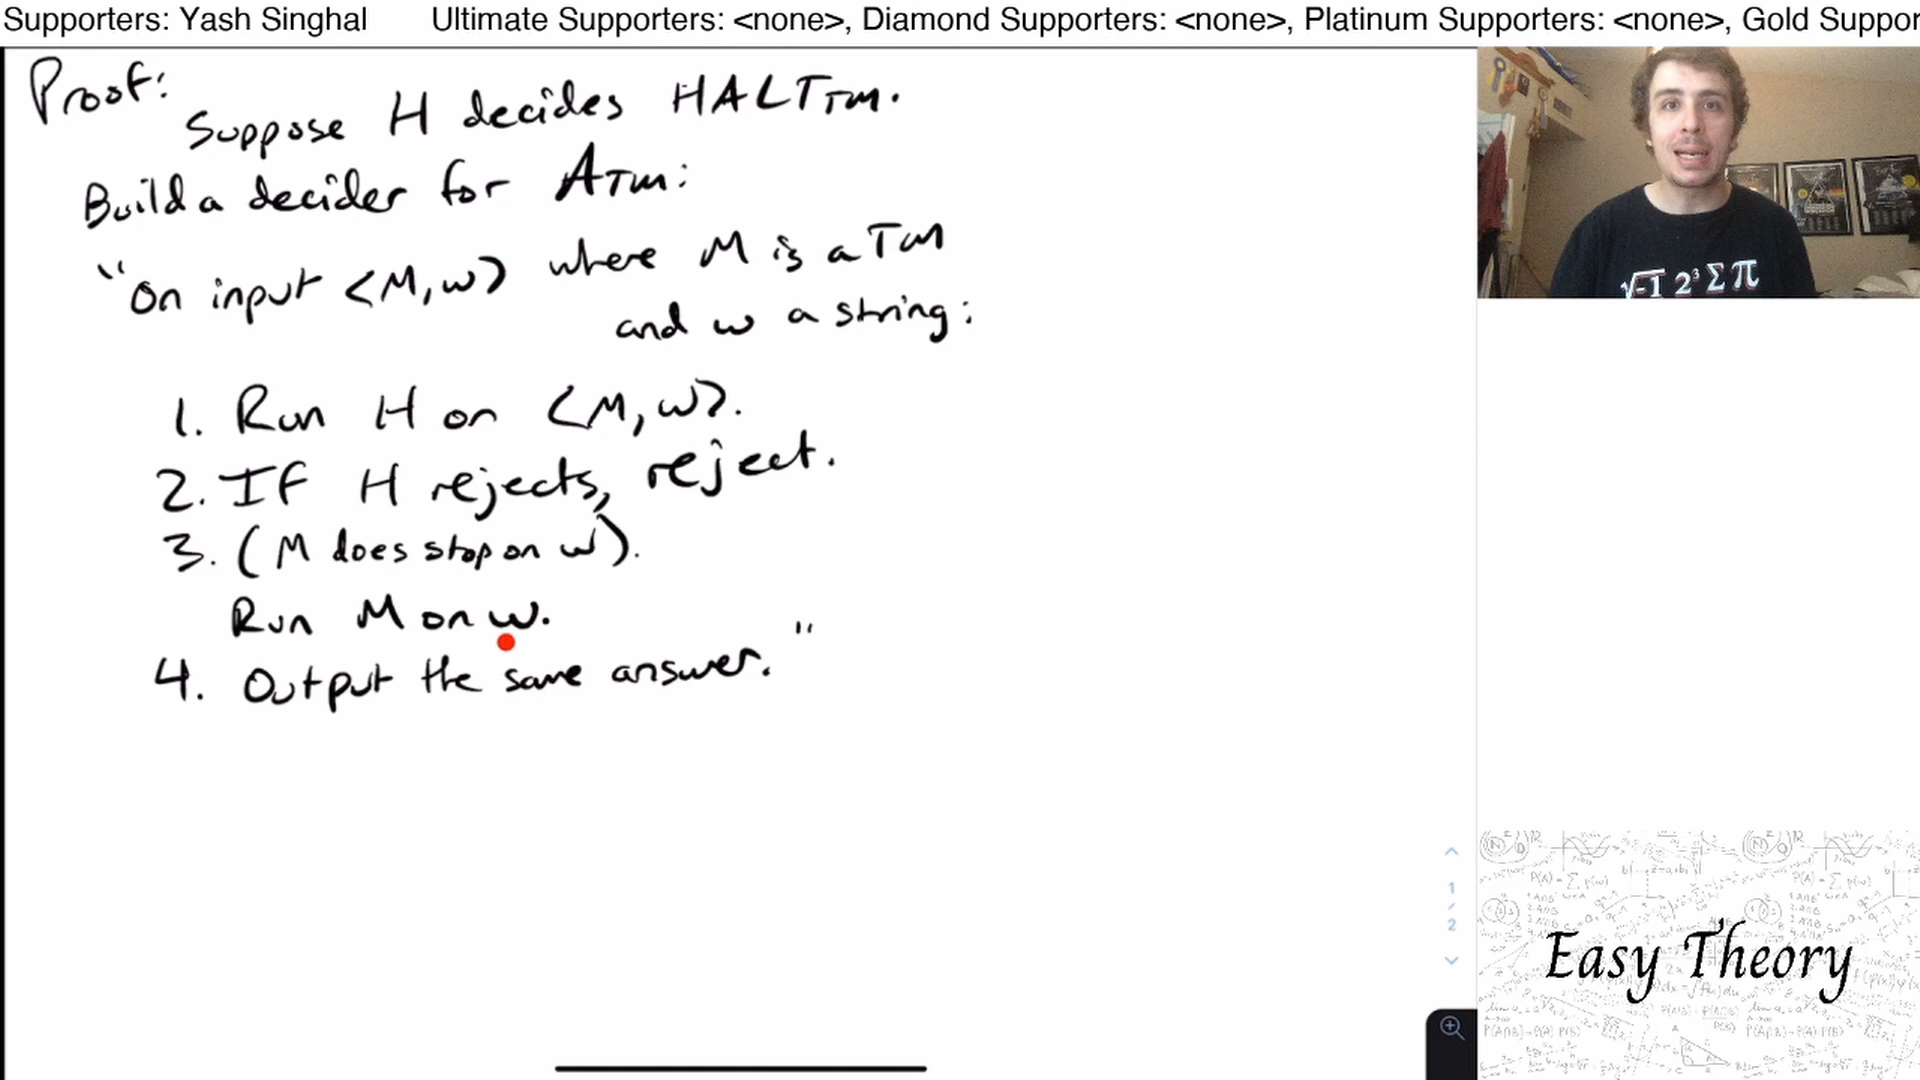 Supporters: Yash Singhal Ultimate Supporters: <none>, Diamond Supporters: <none>, Platinum Supporters: <none>, Gold Suppor
Proof:
Suppose H decides HALTTM.
Build a decider for ATM:
"On input <M, w> where M is a TM
and w a string:
1. Run H on <M, w>.
2. If H rejects, reject.
3. (M does stop on w).
Run M on w.
4. Output the same answer."
√-1 2³ Σ π
1
2
Easy Theory